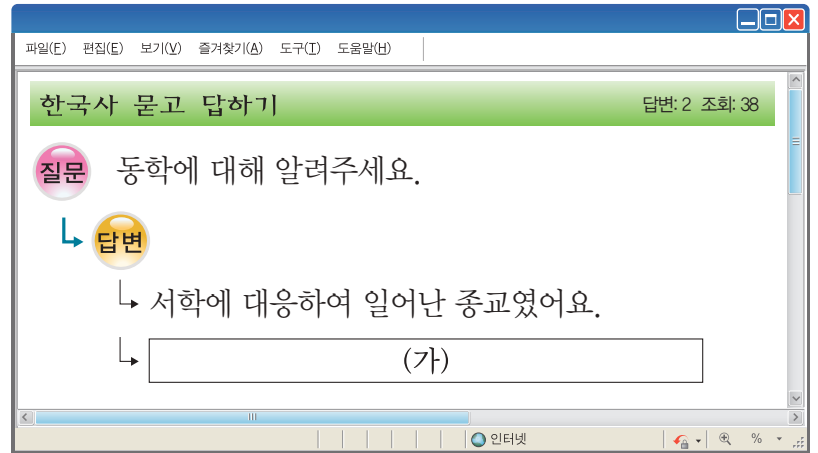 파일(F) 편집(E) 보기(V) 즐겨찾기(A) 도구(T) 도움말(H)
한국사 묻고 답하기 답변: 2 조회: 38
질문 동학에 대해 알려주세요.
답변
서학에 대응하여 일어난 종교였어요.
(가)
인터넷 %